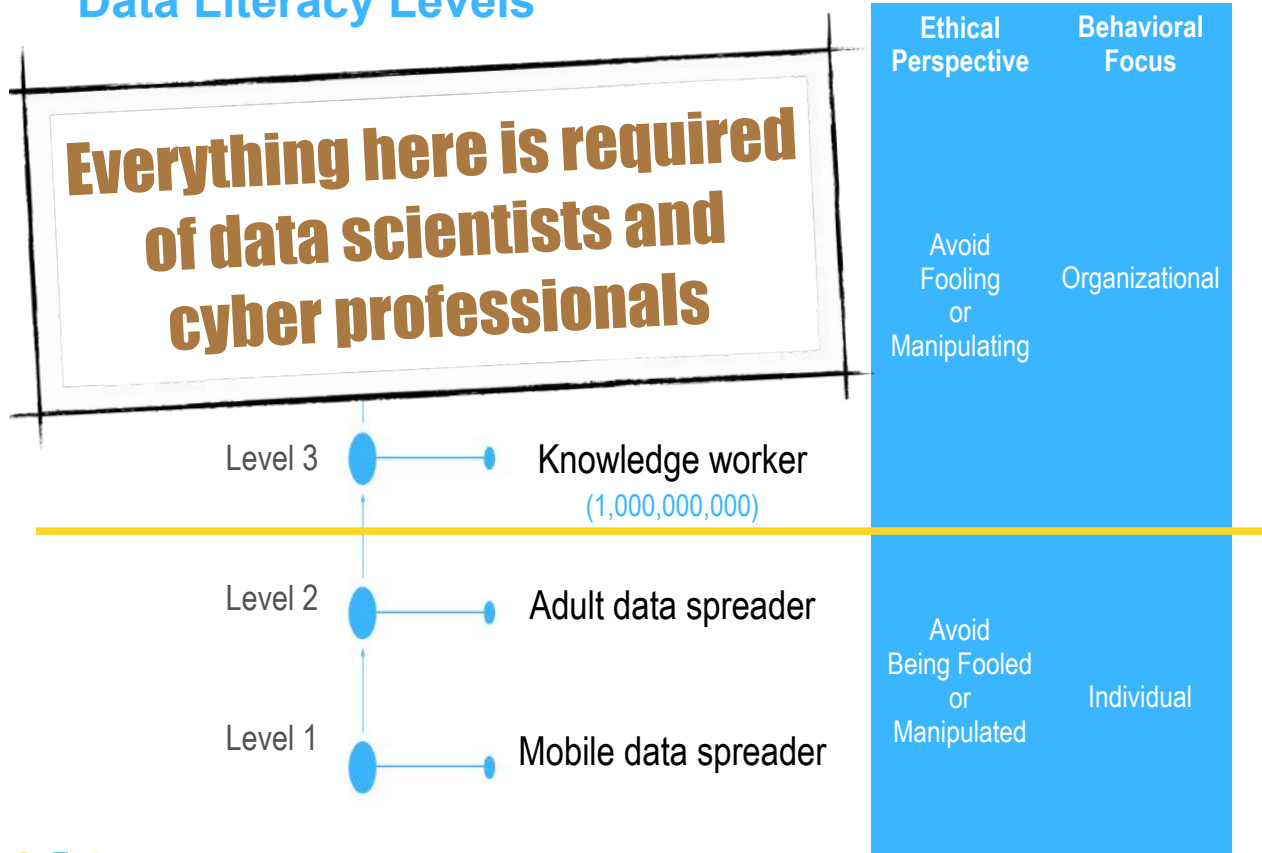 Data Literacy Levels
Ethical
Perspective
Behavioral
Focus
Everything here is required
of data scientists and
cyber professionals
Avoid
Fooling
or
Manipulating
Organizational
Level 3
Knowledge worker
(1,000,000,000)
Level 2
Adult data spreader
Avoid
Being Fooled
or
Manipulated
Individual
Level 1
Mobile data spreader